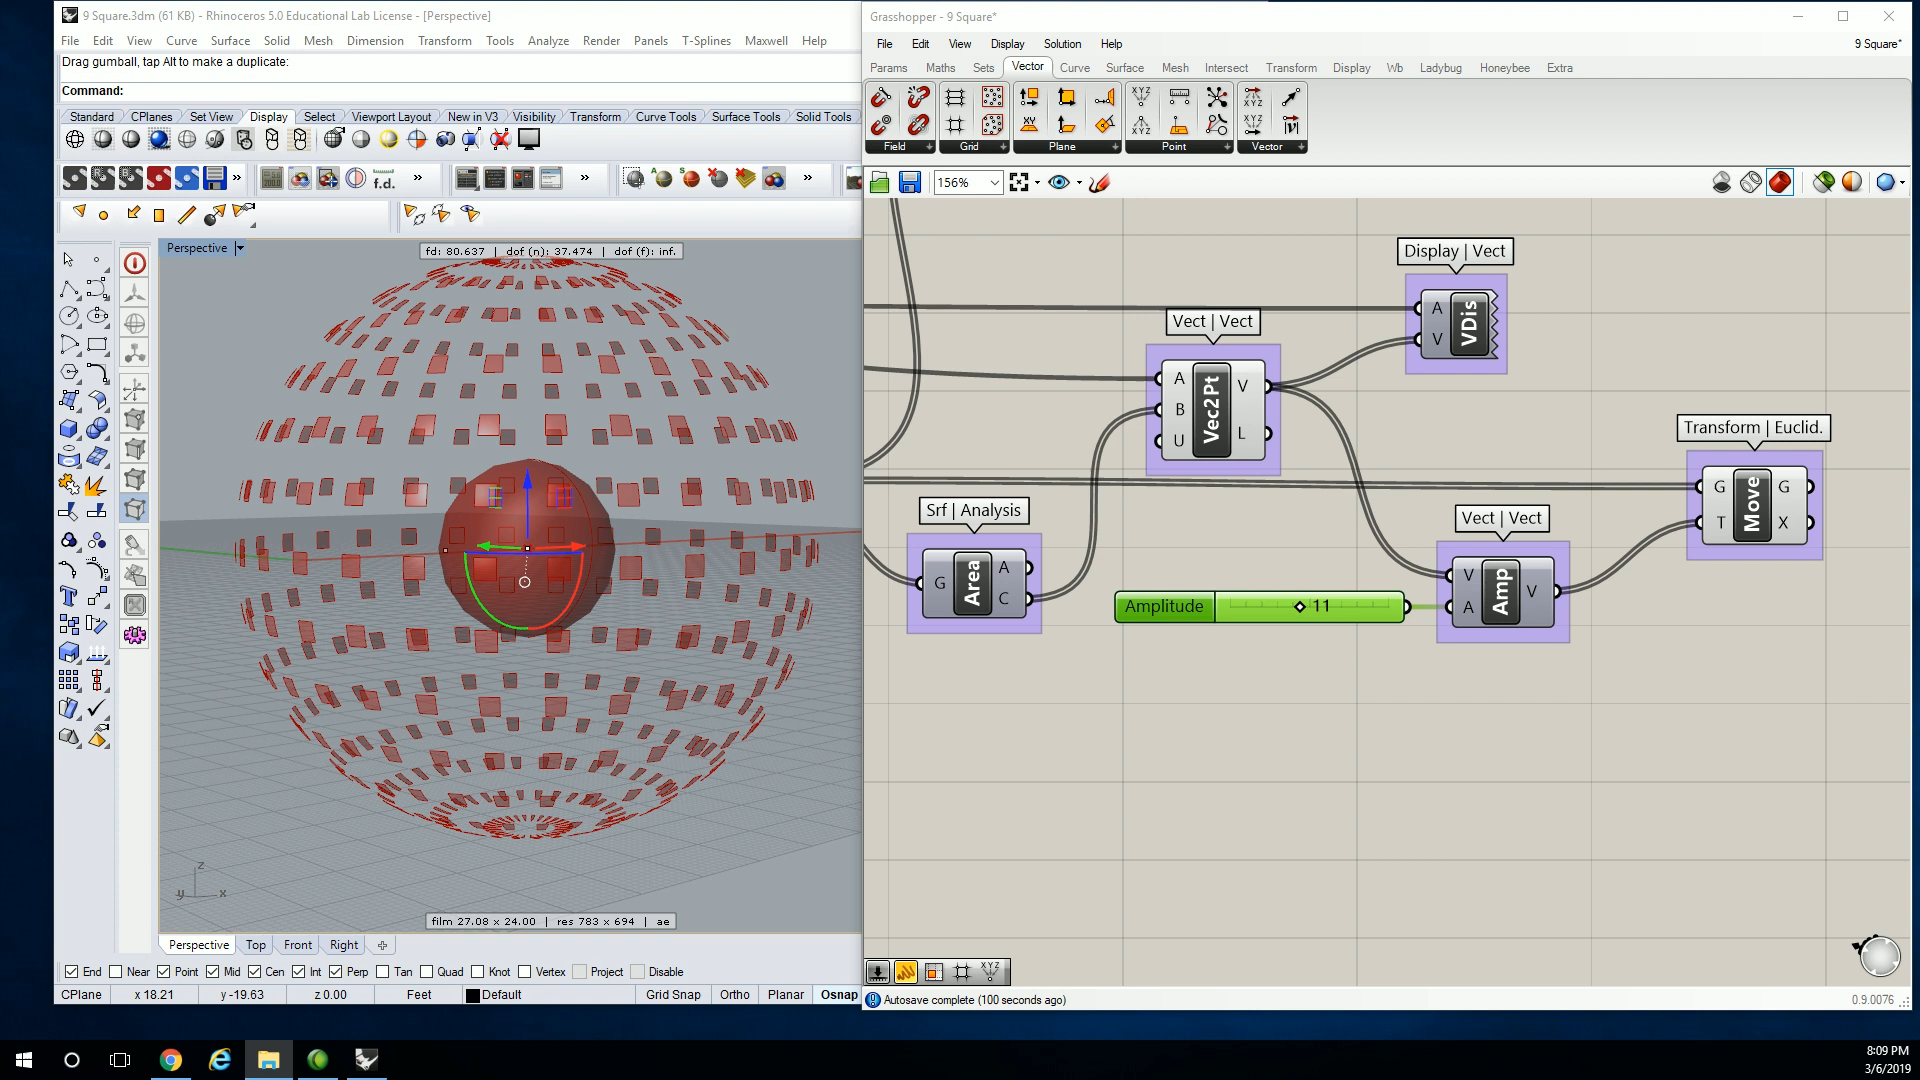 9 Square.3dm (61 KB) - Rhinoceros 5.0 Educational Lab License - [Perspective]
File Edit View Curve Surface Solid Mesh Dimension Transform Tools Analyze Render Panels T-Splines Maxwell Help
Drag gumball, tap Alt to make a duplicate:
Command:
Standard CPlanes Set View Display Select Viewport Layout New in V3 Visibility Transform Curve Tools Surface Tools Solid Tools
f.d.
Perspective
fd: 80.637 | dof (n): 37.474 | dof (f): inf.
z
y x
film 27.08 x 24.00 | res 783 x 694 | ae
Perspective Top Front Right
End Near Point Mid Cen Int Perp Tan Quad Knot Vertex Project Disable
CPlane x 18.21 y -19.63 z 0.00 Feet Default Grid Snap Ortho Planar Osnap
Grasshopper - 9 Square*
File Edit View Display Solution Help 9 Square*
Params Maths Sets Vector Curve Surface Mesh Intersect Transform Display Wb Ladybug Honeybee Extra
XYZ
XY
XYZ
XYZ
XYZ
Field Grid Plane Point Vector
156%
Display | Vect
A
V
VDis
Vect | Vect
A
B
U
Vec2Pt
V
L
Transform | Euclid.
G
T
Move
G
X
Srf | Analysis
G
Area
A
C
Amplitude 11
Vect | Vect
V
A
Amp
V
XYZ
Autosave complete (100 seconds ago) 0.9.0076
8:09 PM
3/6/2019